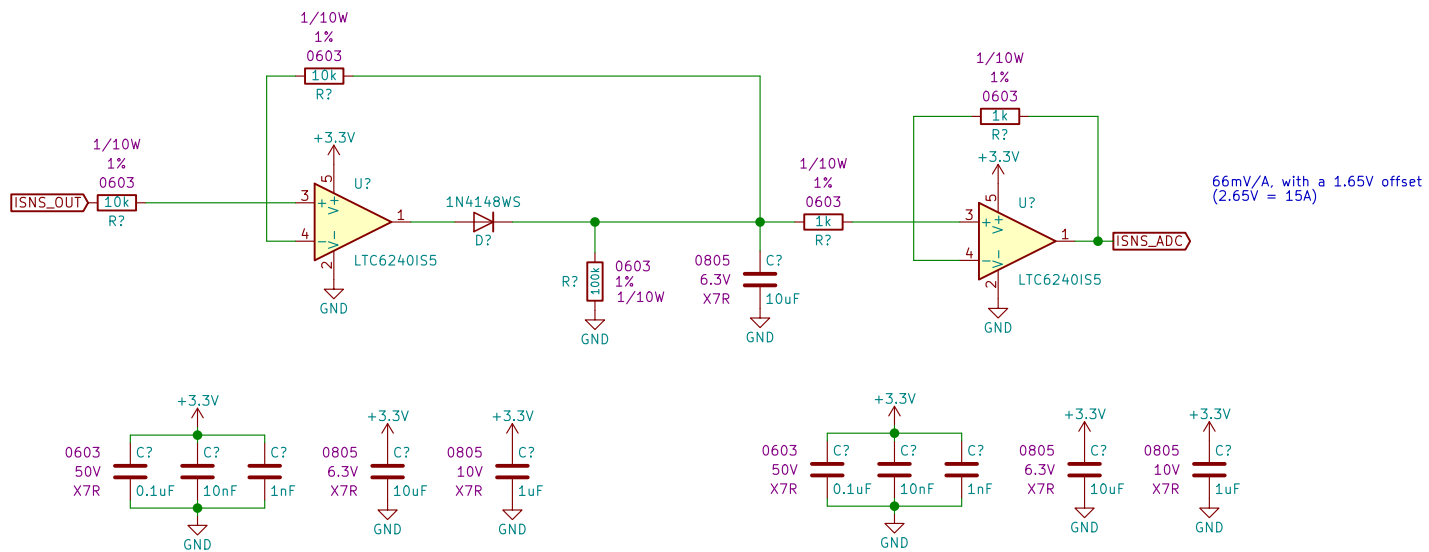 1/10W
1%
0603
10k
R?
1/10W
1%
0603
10k
R?
ISNS_OUT
+3.3V
U?
5
V+
3
+
4
-
V-
2
1
LTC6240IS5
GND
1N4148WS
D?
R?
100k
0603
1%
1/10W
GND
0805
6.3V
X7R
C?
10uF
GND
1/10W
1%
0603
1k
R?
1/10W
1%
0603
1k
R?
+3.3V
U?
5
V+
3
+
4
-
V-
2
1
LTC6240IS5
GND
ISNS_ADC
66mV/A, with a 1.65V offset
(2.65V = 15A)
+3.3V
0603
50V
X7R
C?
0.1uF
C?
10nF
C?
1nF
GND
+3.3V
0805
6.3V
X7R
C?
10uF
GND
+3.3V
0805
10V
X7R
C?
1uF
GND
+3.3V
0603
50V
X7R
C?
0.1uF
C?
10nF
C?
1nF
GND
+3.3V
0805
6.3V
X7R
C?
10uF
GND
+3.3V
0805
10V
X7R
C?
1uF
GND